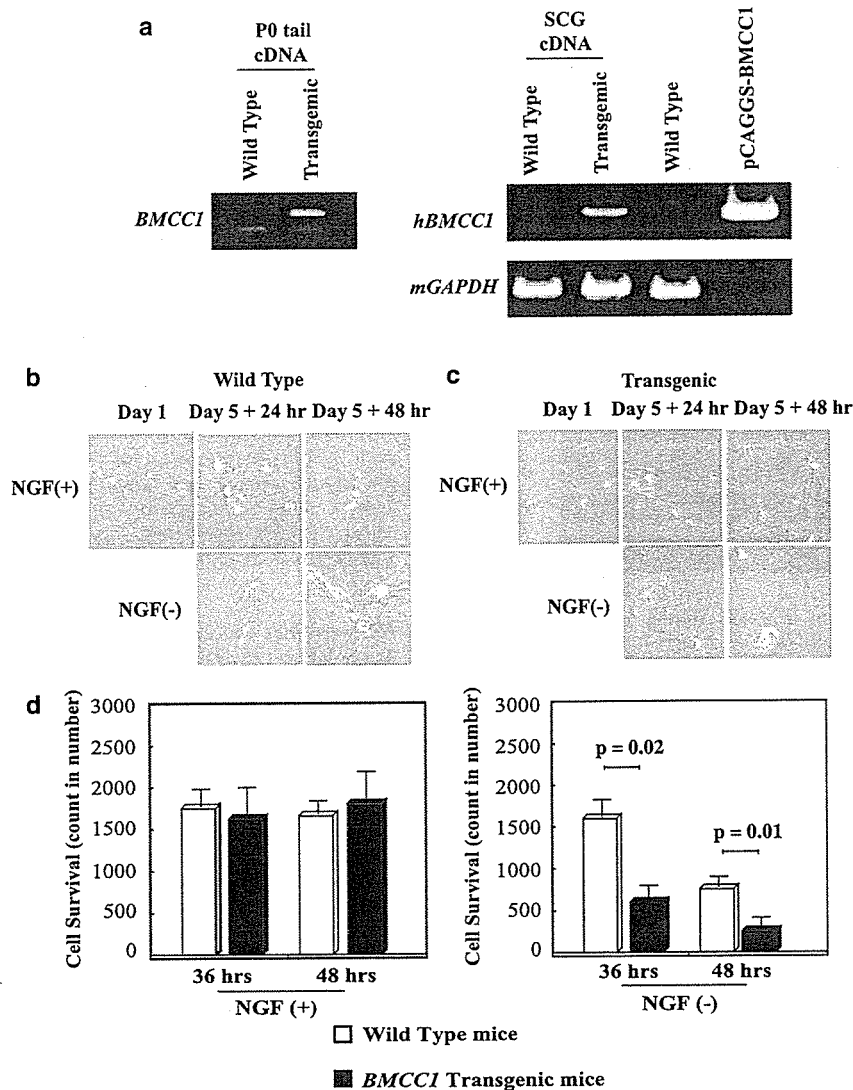 a
P0 tail
cDNA
Wild Type
Transgemic
BMCC1
SCG
cDNA
Wild Type
Transgemic
Wild Type
pCAGGS-BMCC1
hBMCC1
mGAPDH
b
Wild Type
Day 1 Day 5 + 24 hr Day 5 + 48 hr
NGF(+)
NGF(-)
c
Transgenic
Day 1 Day 5 + 24 hr Day 5 + 48 hr
NGF(+)
NGF(-)
d
Cell Survival (count in number)
3000
2500
2000
1500
1000
500
0
36 hrs 48 hrs
NGF (+)
Cell Survival (count in number)
3000
2500
2000
1500
1000
500
0
p = 0.02
p = 0.01
36 hrs 48 hrs
NGF (-)
Wild Type mice
BMCC1 Transgenic mice